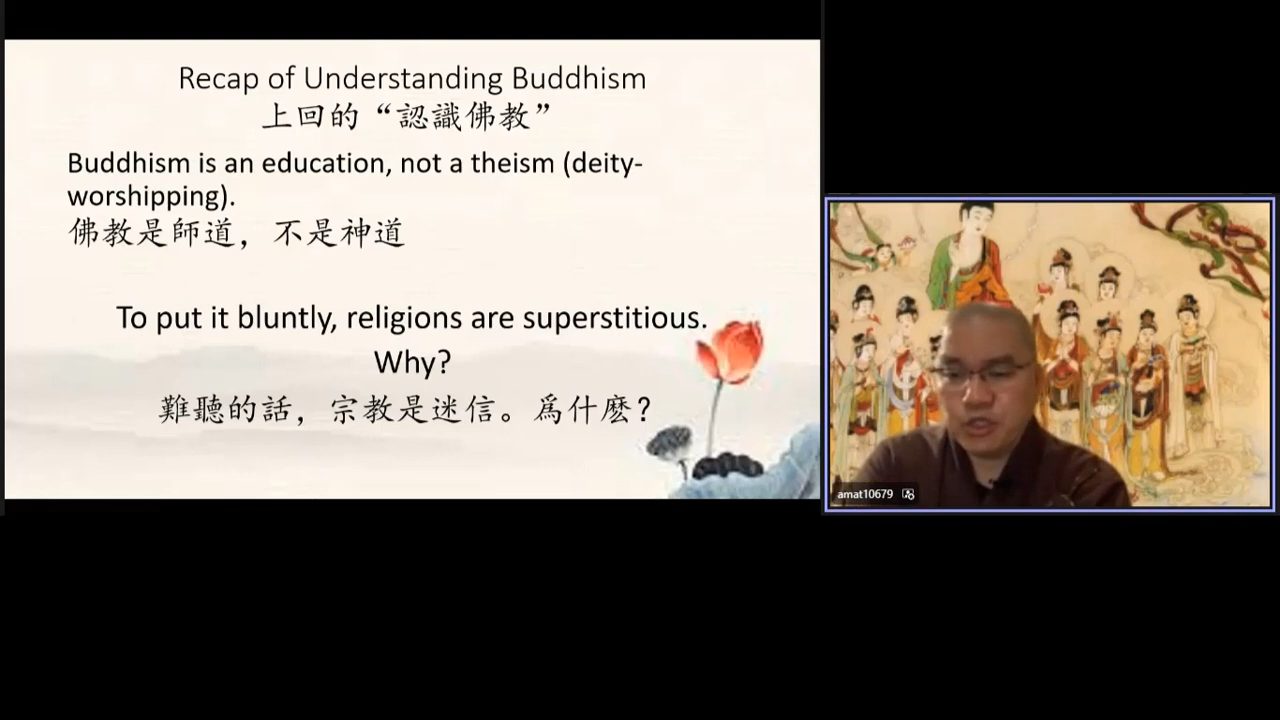 Recap of Understanding Buddhism
上回的“認識佛教”
Buddhism is an education, not a theism (deity-
worshipping).
佛教是師道，不是神道
To put it bluntly, religions are superstitious.
Why?
難聽的話，宗教是迷信。爲什麽？
amat10679